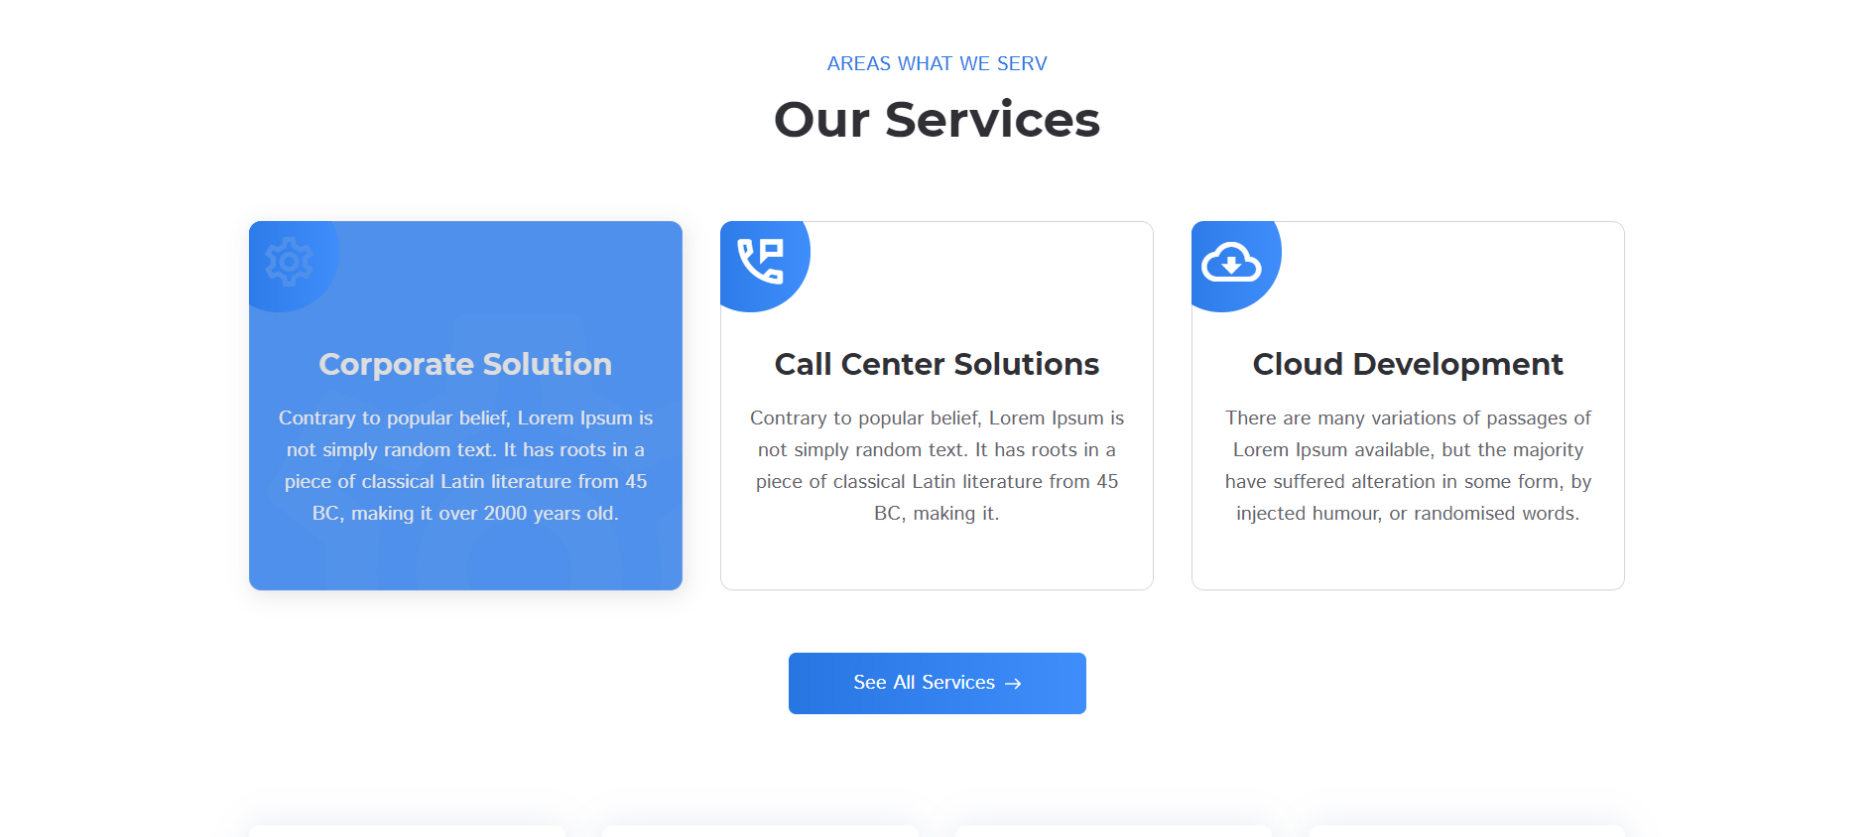 AREAS WHAT WE SERV
Our Services
Corporate Solution
Contrary to popular belief, Lorem Ipsum is
not simply random text. It has roots in a
piece of classical Latin literature from 45
BC, making it over 2000 years old.
Call Center Solutions
Contrary to popular belief, Lorem Ipsum is
not simply random text. It has roots in a
piece of classical Latin literature from 45
BC, making it.
Cloud Development
There are many variations of passages of
Lorem Ipsum available, but the majority
have suffered alteration in some form, by
injected humour, or randomised words.
See All Services →